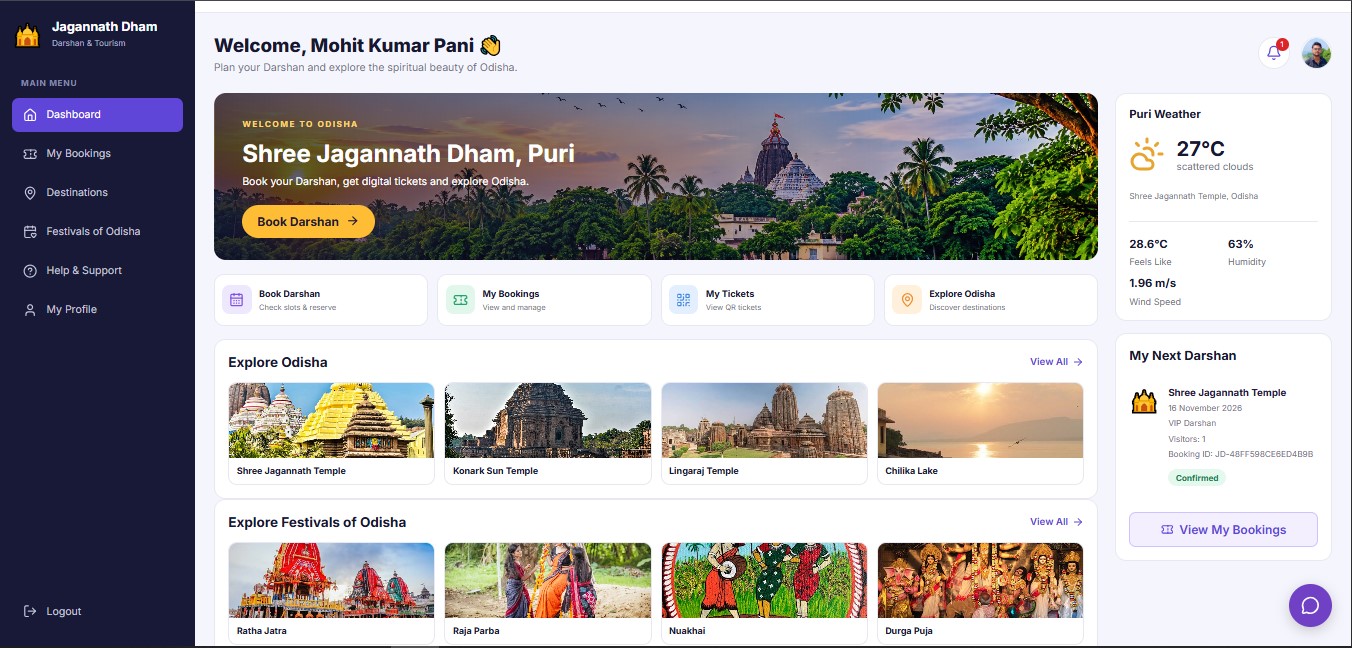 Jagannath Dham
Darshan & Tourism
MAIN MENU
Dashboard
My Bookings
Destinations
Festivals of Odisha
Help & Support
My Profile
Logout
Welcome, Mohit Kumar Pani 👋
Plan your Darshan and explore the spiritual beauty of Odisha.
1
WELCOME TO ODISHA
Shree Jagannath Dham, Puri
Book your Darshan, get digital tickets and explore Odisha.
Book Darshan →
Book Darshan
Check slots & reserve
My Bookings
View and manage
My Tickets
View QR tickets
Explore Odisha
Discover destinations
Explore Odisha
View All →
Shree Jagannath Temple
Konark Sun Temple
Lingaraj Temple
Chilika Lake
Explore Festivals of Odisha
View All →
Ratha Jatra
Raja Parba
Nuakhai
Durga Puja
Puri Weather
27°C
scattered clouds
Shree Jagannath Temple, Odisha
28.6°C
Feels Like
63%
Humidity
1.96 m/s
Wind Speed
My Next Darshan
Shree Jagannath Temple
16 November 2026
VIP Darshan
Visitors: 1
Booking ID: JD-48FF598CE6ED4B9B
Confirmed
View My Bookings